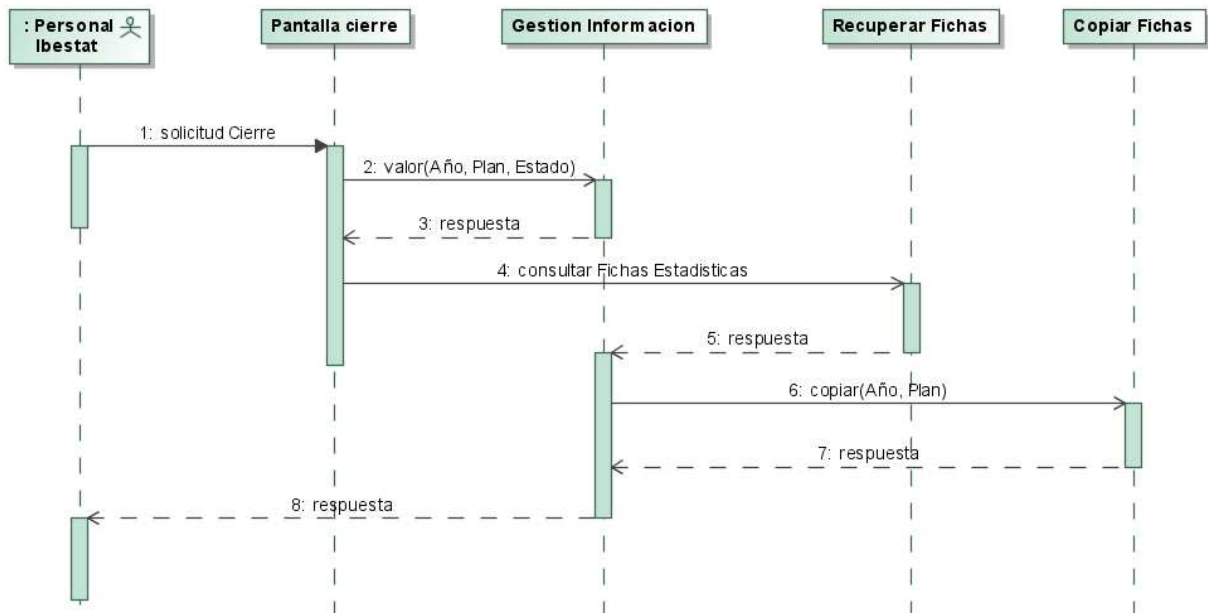 : Personal
Ibestat
Pantalla cierre
Gestion Informacion
Recuperar Fichas
Copiar Fichas
1: solicitud Cierre
2: valor(Año, Plan, Estado)
3: respuesta
4: consultar Fichas Estadisticas
5: respuesta
6: copiar(Año, Plan)
7: respuesta
8: respuesta